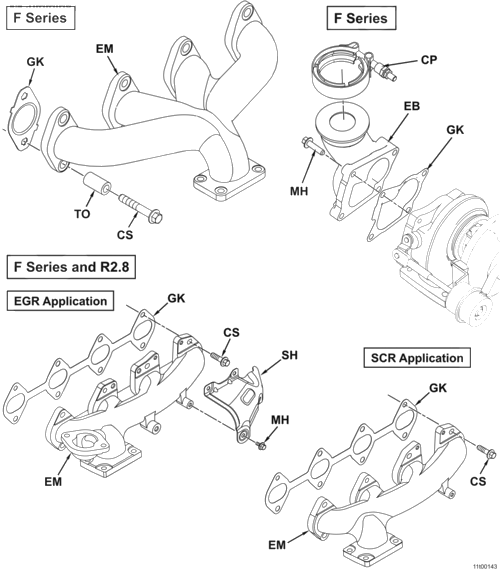 F Series
GK
EM
TO
CS
F Series
CP
EB
GK
MH
F Series and R2.8
EGR Application
GK
CS
SH
MH
EM
SCR Application
GK
CS
EM
11t00143